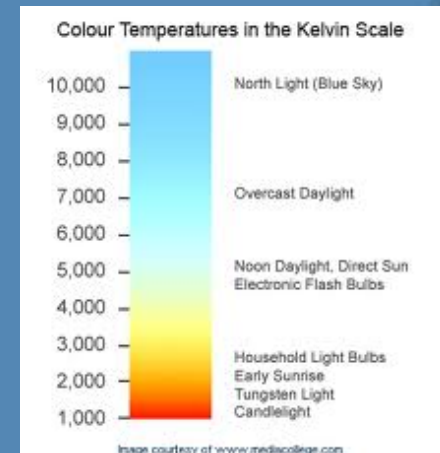 Colour Temperatures in the Kelvin Scale
10,000 North Light (Blue Sky)
9,000
8,000
7,000 Overcast Daylight
6,000
5,000 Noon Daylight, Direct Sun
Electronic Flash Bulbs
4,000
3,000
Household Light Bulbs
2,000 Early Sunrise
Tungsten Light
1,000 Candlelight
Image courtesy of www.mediacollege.com